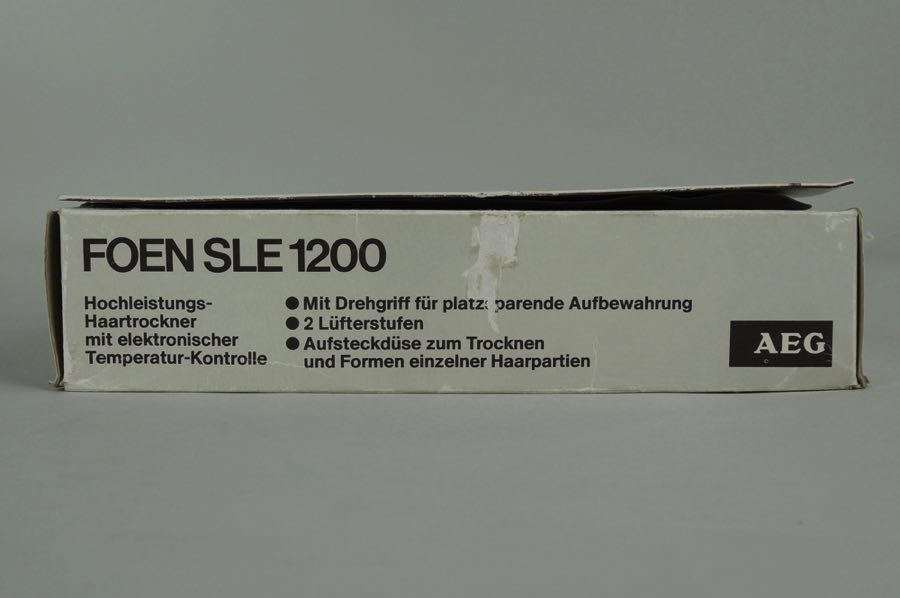 FOEN SLE 1200
Hochleistungs-
Haartrockner
mit elektronischer
Temperatur-Kontrolle
● Mit Drehgriff für platzsparende Aufbewahrung
● 2 Lüfterstufen
● Aufsteckdüse zum Trocknen
und Formen einzelner Haarpartien
AEG